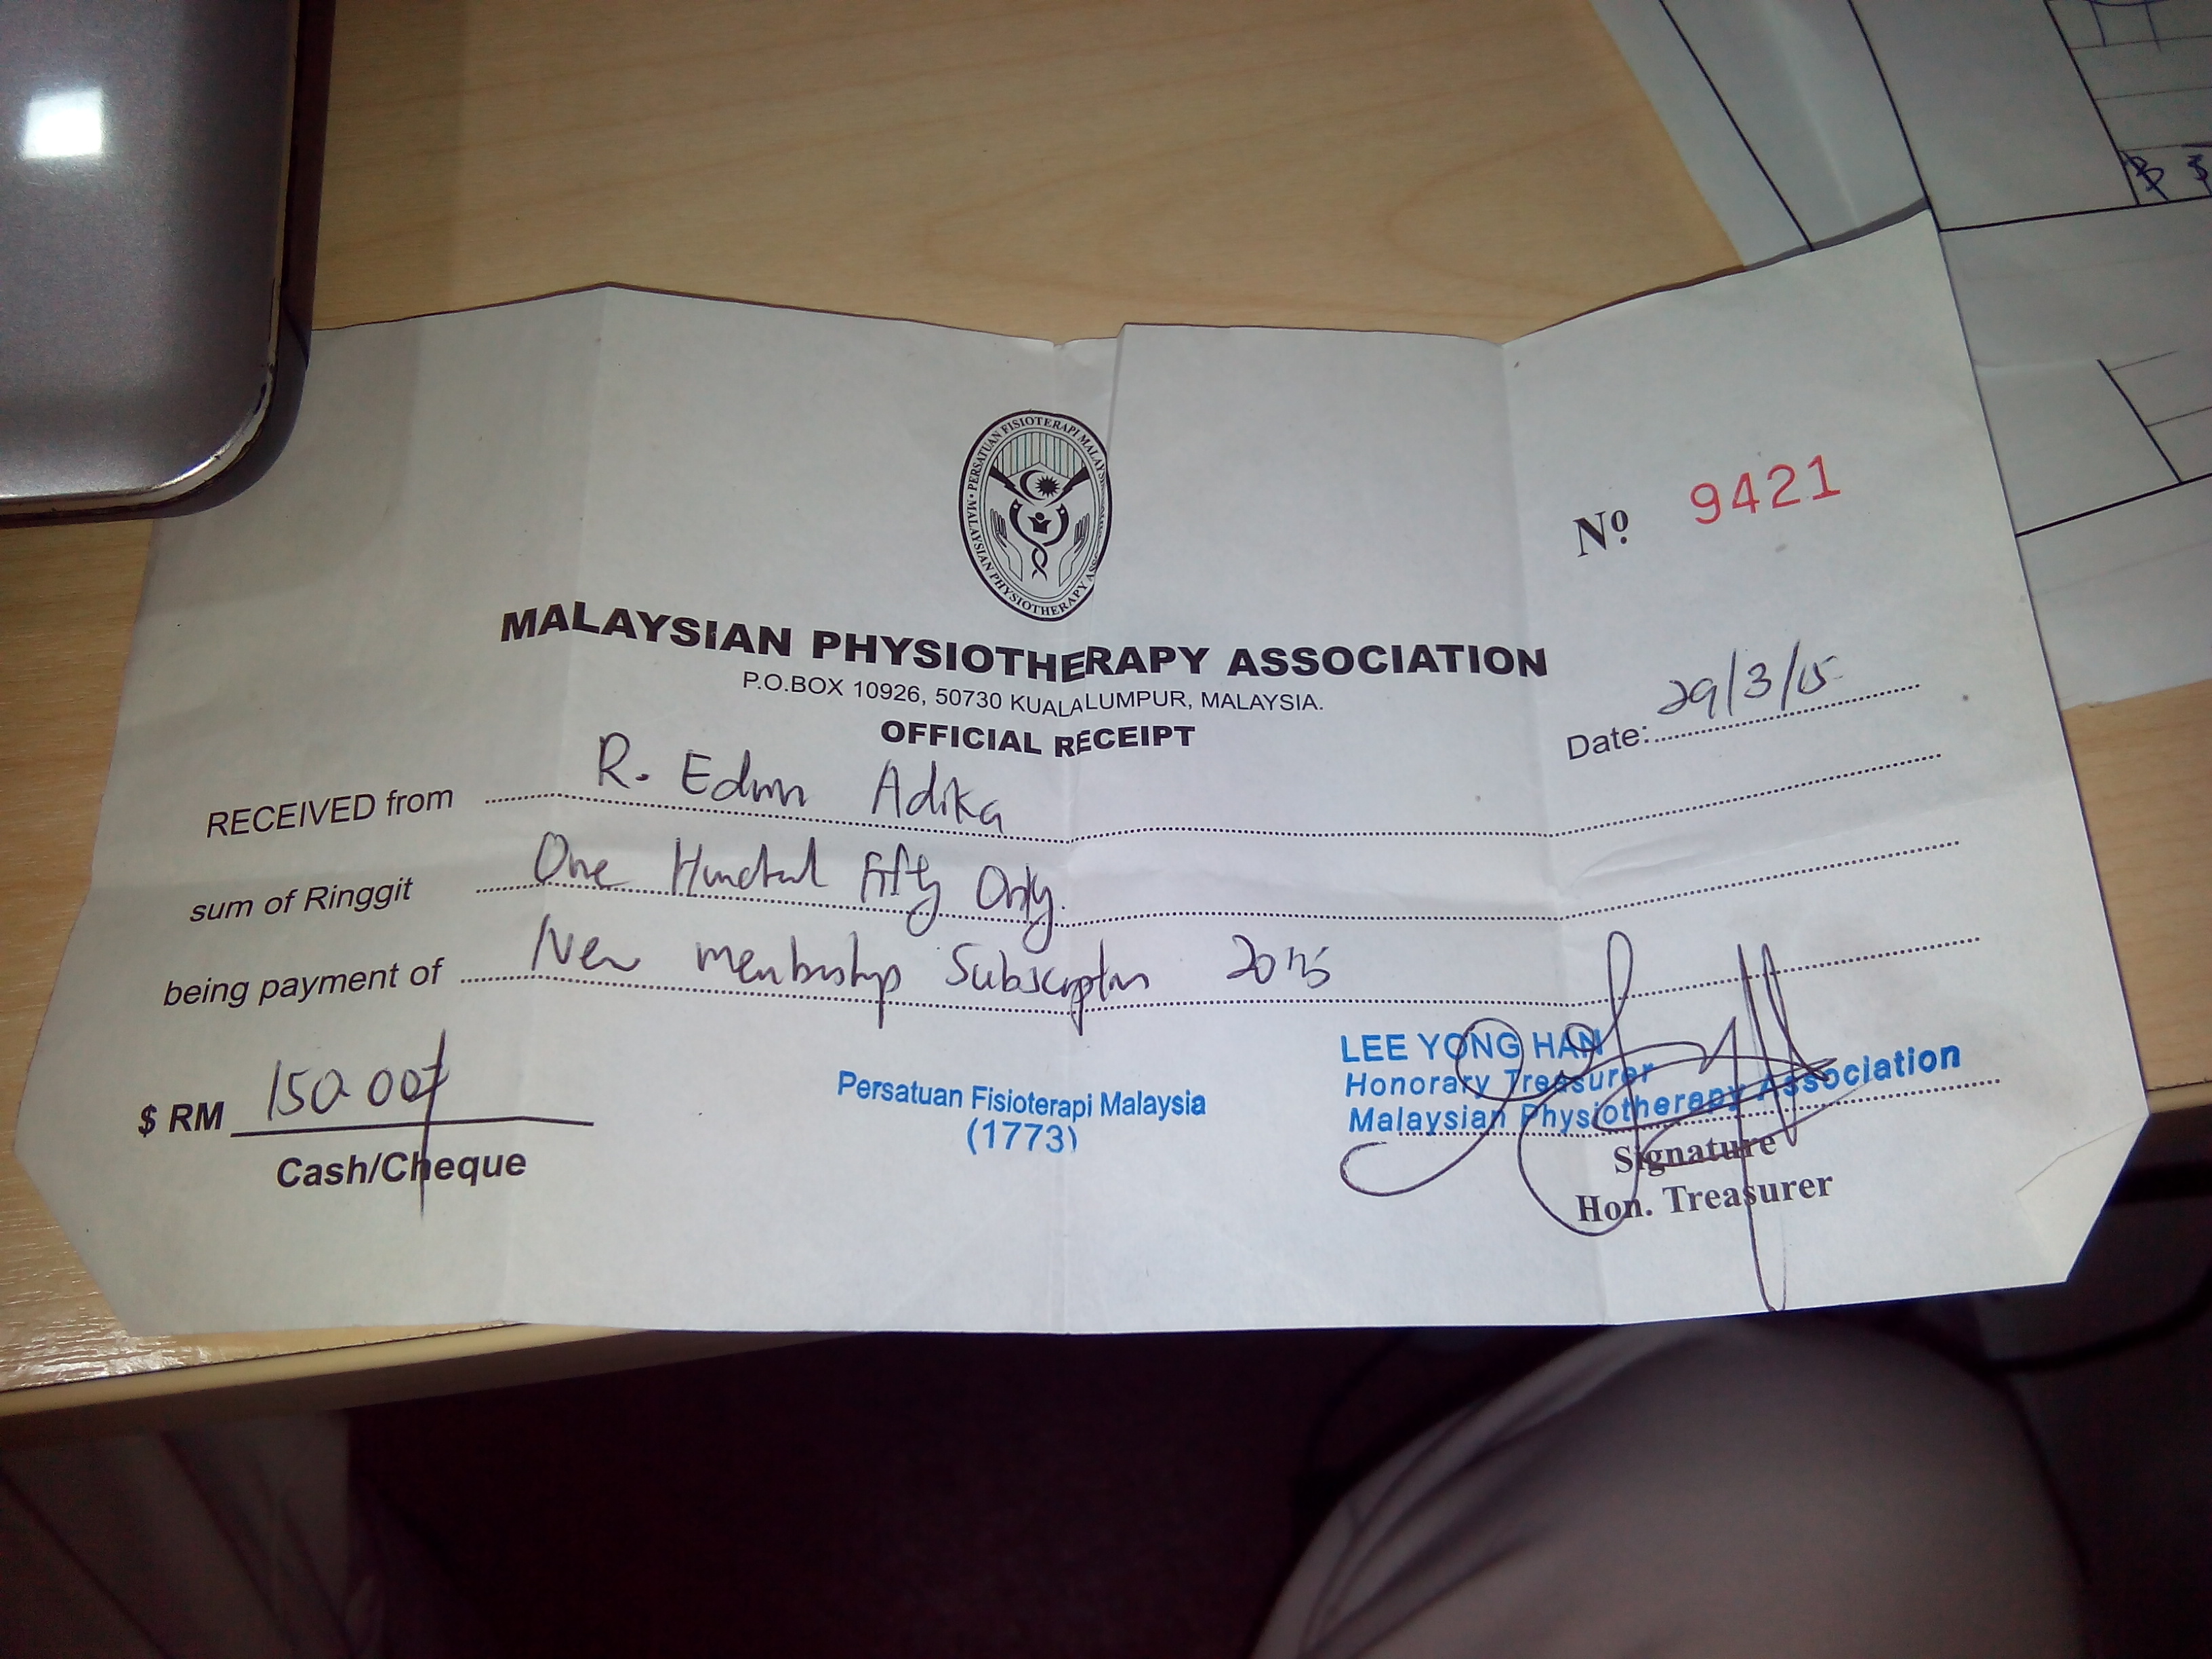 PERSATUAN FISIOTERAPI MALAYSIA
MALAYSIAN PHYSIOTHERAPY
Nº 9421
MALAYSIAN PHYSIOTHERAPY ASSOCIATION
P.O.BOX 10926, 50730 KUALA LUMPUR, MALAYSIA.
OFFICIAL RECEIPT
Date: 29/3/15
RECEIVED from R. Edwin Adika
sum of Ringgit One Hundred Fifty Only.
being payment of New membership Subscription 2015
$ RM 150.00
Cash/Cheque
Persatuan Fisioterapi Malaysia
(1773)
LEE YONG HAN
Honorary Treasurer
Malaysian Physiotherapy Association
Signature
Hon. Treasurer